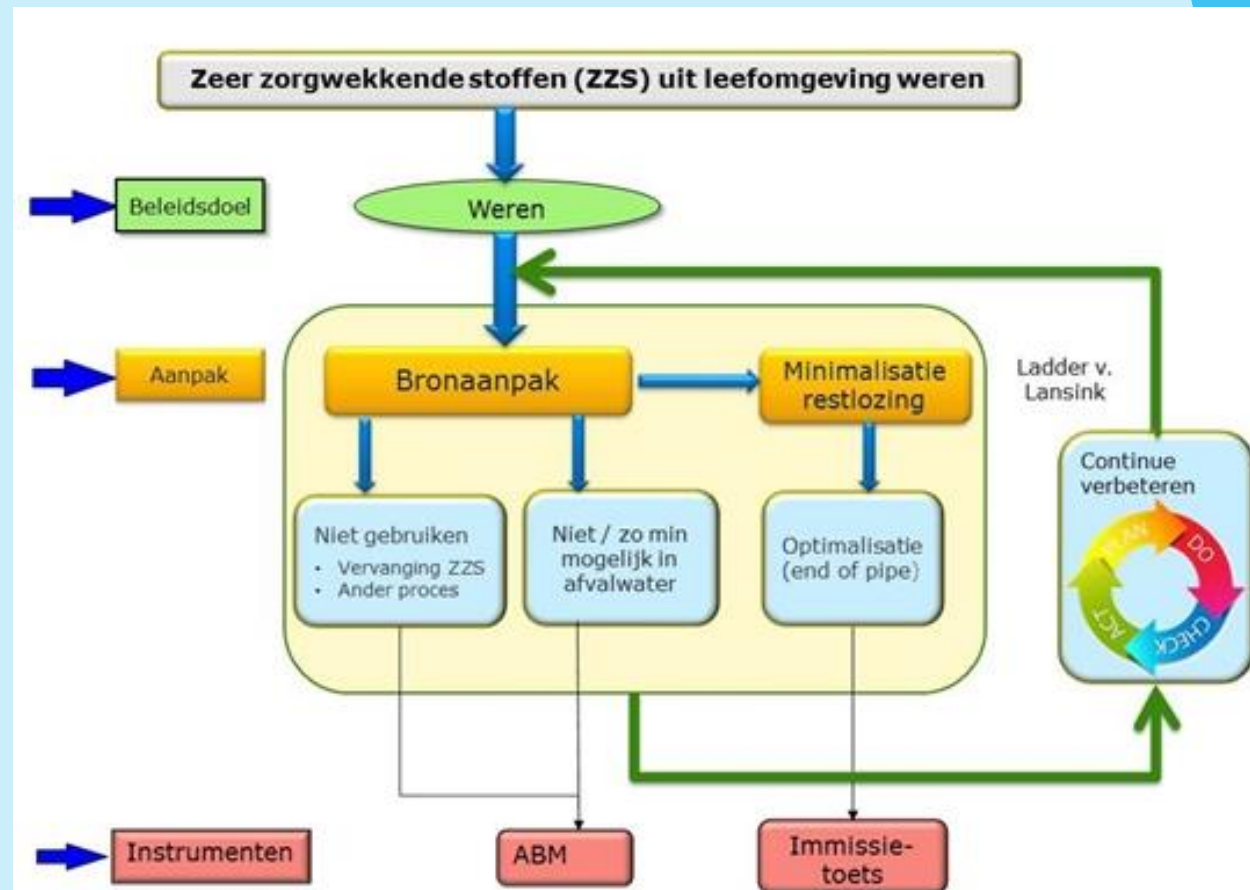 Zeer zorgwekkende stoffen (ZZS) uit leefomgeving weren
Beleidsdoel
Weren
Aanpak
Bronaanpak
Minimalisatie
restlozing
Ladder v.
Lansink
Niet gebruiken
• Vervanging ZZS
• Ander proces
Niet / zo min
mogelijk in
afvalwater
Optimalisatie
(end of pipe)
Continue
verbeteren
PLAN
DO
CHECK
ACT
Instrumenten
ABM
Immissie-
toets